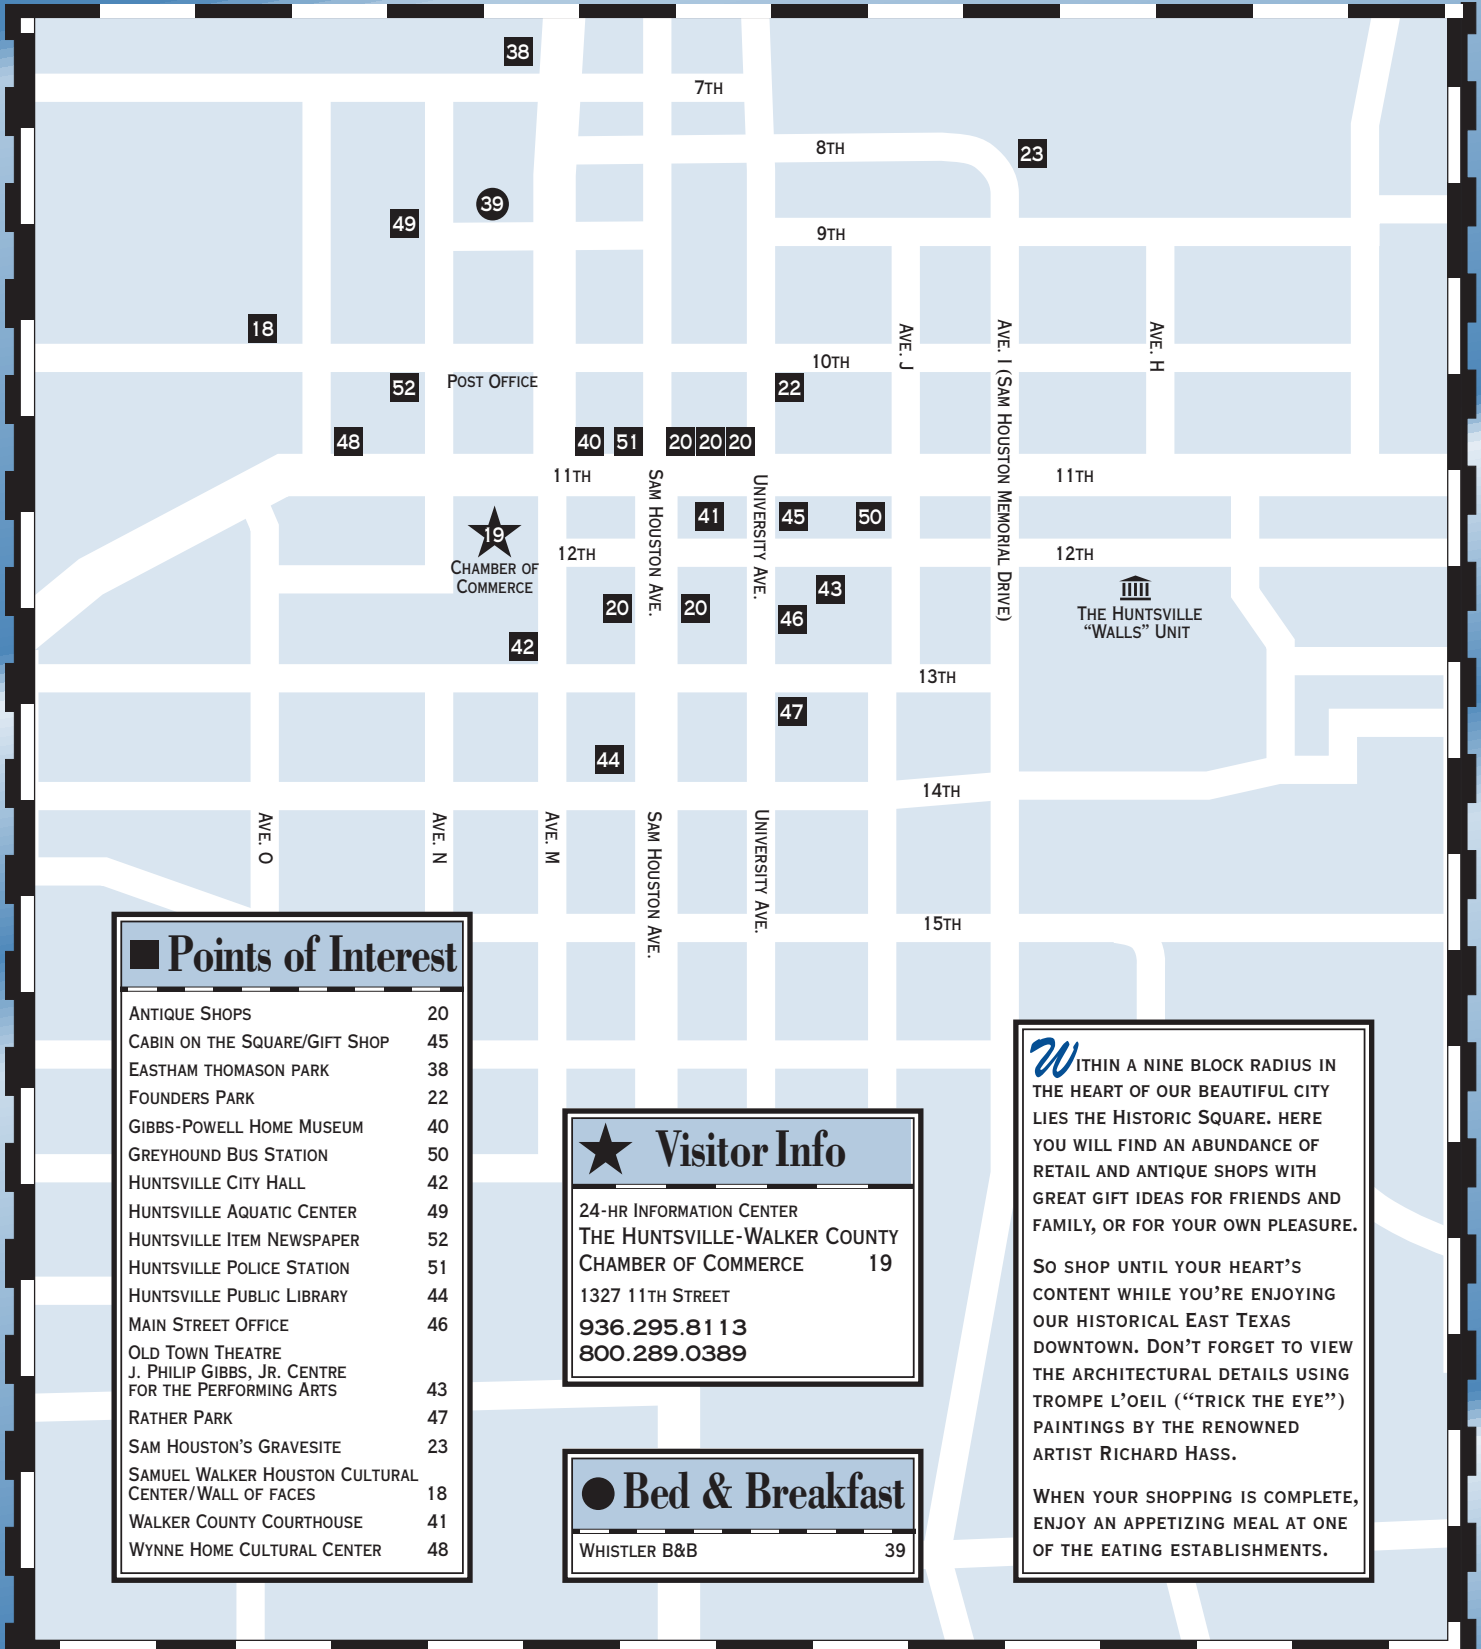 38
7TH
8TH
23
39
49
9TH
18
AVE. J
AVE. I (SAM HOUSTON MEMORIAL DRIVE)
AVE. H
10TH
52
POST OFFICE
22
48
40
51
20
20
20
11TH
SAM HOUSTON AVE.
UNIVERSITY AVE.
11TH
41
45
50
19
CHAMBER OF
COMMERCE
12TH
12TH
20
20
43
46
THE HUNTSVILLE
“WALLS” UNIT
42
13TH
47
44
14TH
AVE. O
AVE. N
AVE. M
SAM HOUSTON AVE.
UNIVERSITY AVE.
15TH
Points of Interest
ANTIQUE SHOPS 20
CABIN ON THE SQUARE/GIFT SHOP 45
EASTHAM THOMASON PARK 38
FOUNDERS PARK 22
GIBBS-POWELL HOME MUSEUM 40
GREYHOUND BUS STATION 50
HUNTSVILLE CITY HALL 42
HUNTSVILLE AQUATIC CENTER 49
HUNTSVILLE ITEM NEWSPAPER 52
HUNTSVILLE POLICE STATION 51
HUNTSVILLE PUBLIC LIBRARY 44
MAIN STREET OFFICE 46
OLD TOWN THEATRE
J. PHILIP GIBBS, JR. CENTRE
FOR THE PERFORMING ARTS 43
RATHER PARK 47
SAM HOUSTON’S GRAVESITE 23
SAMUEL WALKER HOUSTON CULTURAL
CENTER/WALL OF FACES 18
WALKER COUNTY COURTHOUSE 41
WYNNE HOME CULTURAL CENTER 48
Visitor Info
24-HR INFORMATION CENTER
THE HUNTSVILLE-WALKER COUNTY
CHAMBER OF COMMERCE 19
1327 11TH STREET
936.295.8113
800.289.0389
Bed & Breakfast
WHISTLER B&B 39
WITHIN A NINE BLOCK RADIUS IN
THE HEART OF OUR BEAUTIFUL CITY
LIES THE HISTORIC SQUARE. HERE
YOU WILL FIND AN ABUNDANCE OF
RETAIL AND ANTIQUE SHOPS WITH
GREAT GIFT IDEAS FOR FRIENDS AND
FAMILY, OR FOR YOUR OWN PLEASURE.
SO SHOP UNTIL YOUR HEART’S
CONTENT WHILE YOU’RE ENJOYING
OUR HISTORICAL EAST TEXAS
DOWNTOWN. DON’T FORGET TO VIEW
THE ARCHITECTURAL DETAILS USING
TROMPE L’OEIL (“TRICK THE EYE”)
PAINTINGS BY THE RENOWNED
ARTIST RICHARD HASS.
WHEN YOUR SHOPPING IS COMPLETE,
ENJOY AN APPETIZING MEAL AT ONE
OF THE EATING ESTABLISHMENTS.